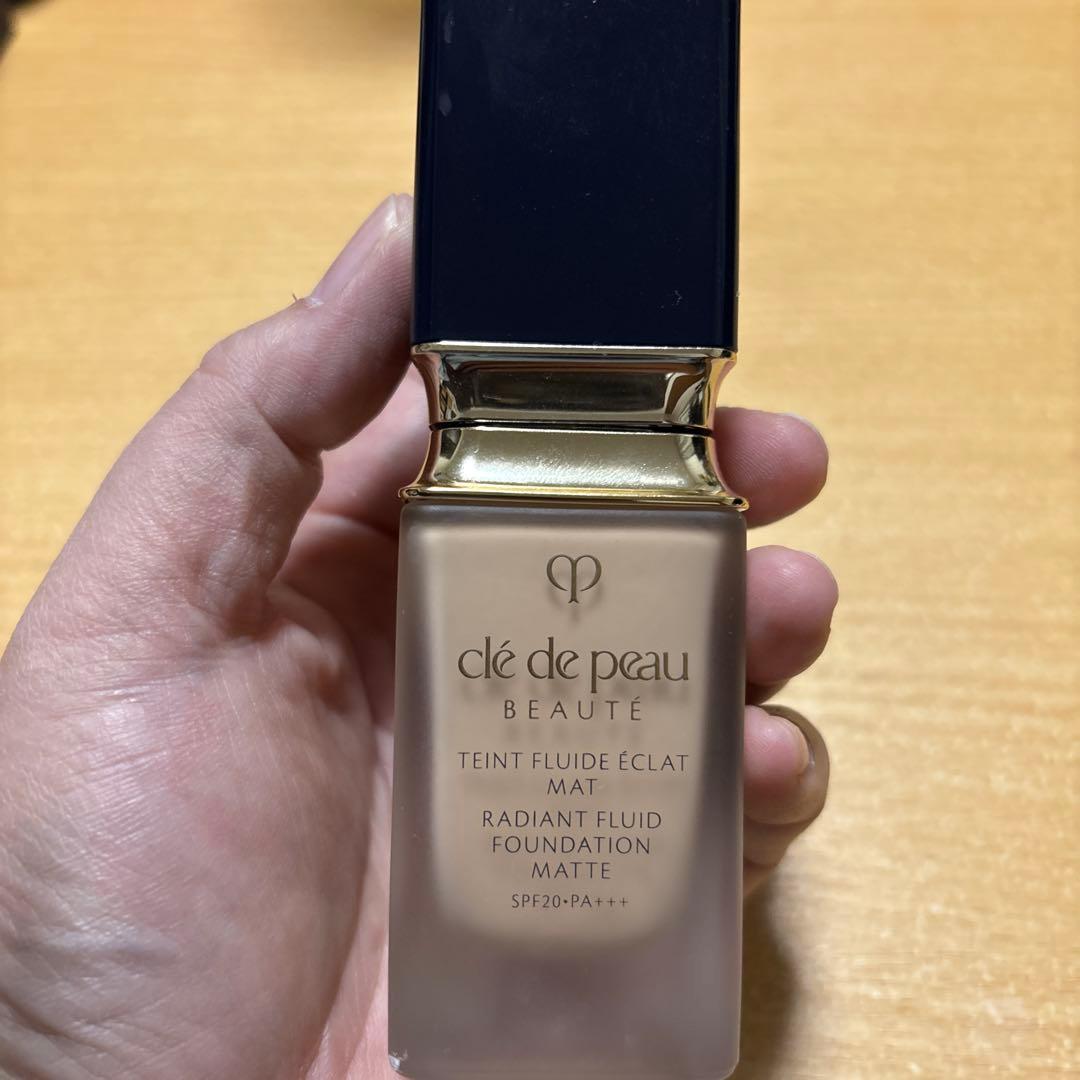 clé de peau
BEAUTÉ
TEINT FLUIDE ÉCLAT
MAT
RADIANT FLUID
FOUNDATION
MATTE
SPF20•PA+++